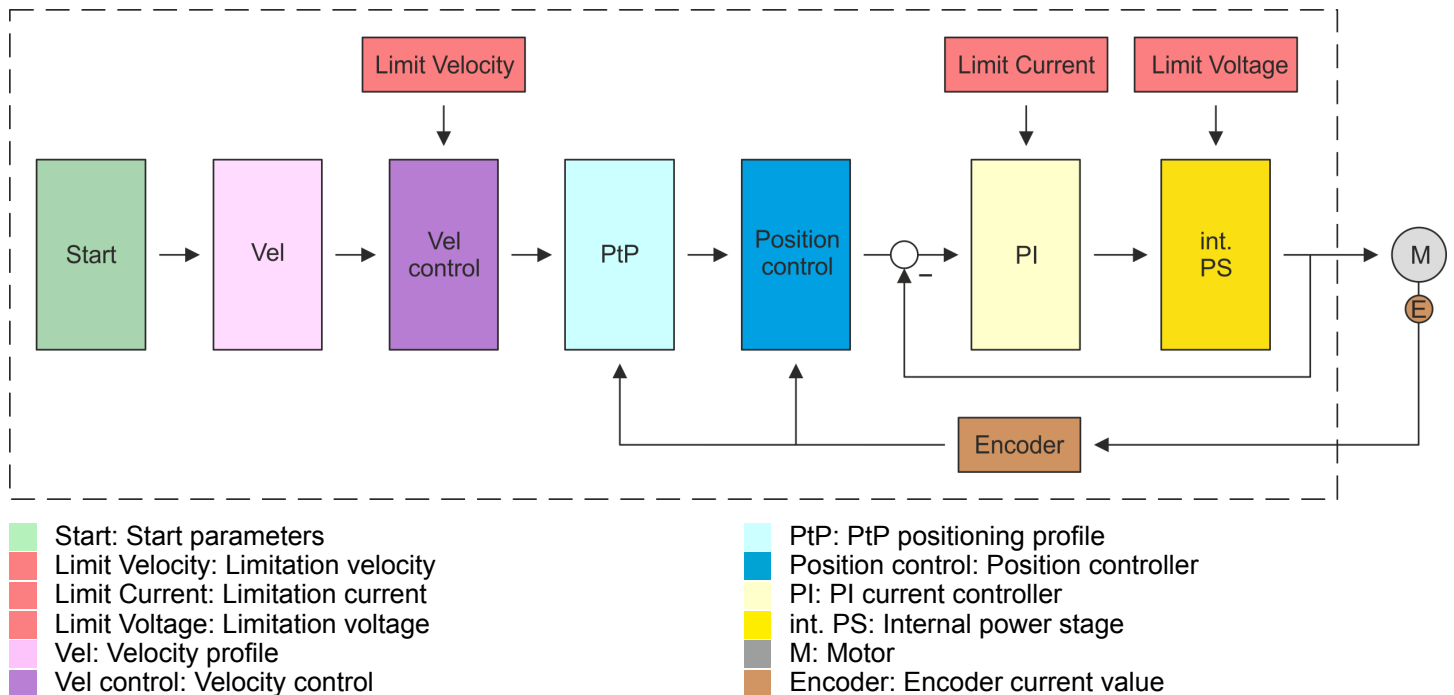 Limit Velocity
Limit Current
Limit Voltage
Start
Vel
Vel
control
PtP
Position
control
–
PI
int.
PS
M
E
Encoder
Start: Start parameters
Limit Velocity: Limitation velocity
Limit Current: Limitation current
Limit Voltage: Limitation voltage
Vel: Velocity profile
Vel control: Velocity control
PtP: PtP positioning profile
Position control: Position controller
PI: PI current controller
int. PS: Internal power stage
M: Motor
Encoder: Encoder current value